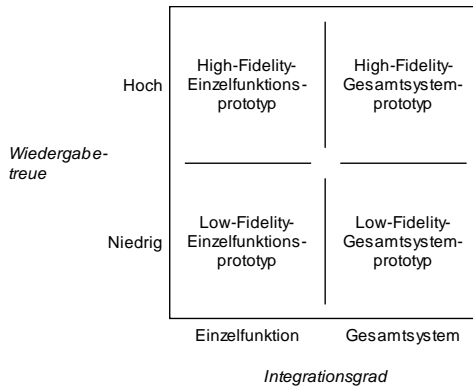 High-Fidelity-
Einzelfunktions-
prototyp
High-Fidelity-
Gesamtsystem-
prototyp
Hoch
Wiedergabe-
treue
Low-Fidelity-
Einzelfunktions-
prototyp
Low-Fidelity-
Gesamtsystem-
prototyp
Niedrig
Einzelfunktion
Gesamtsystem
Integrationsgrad